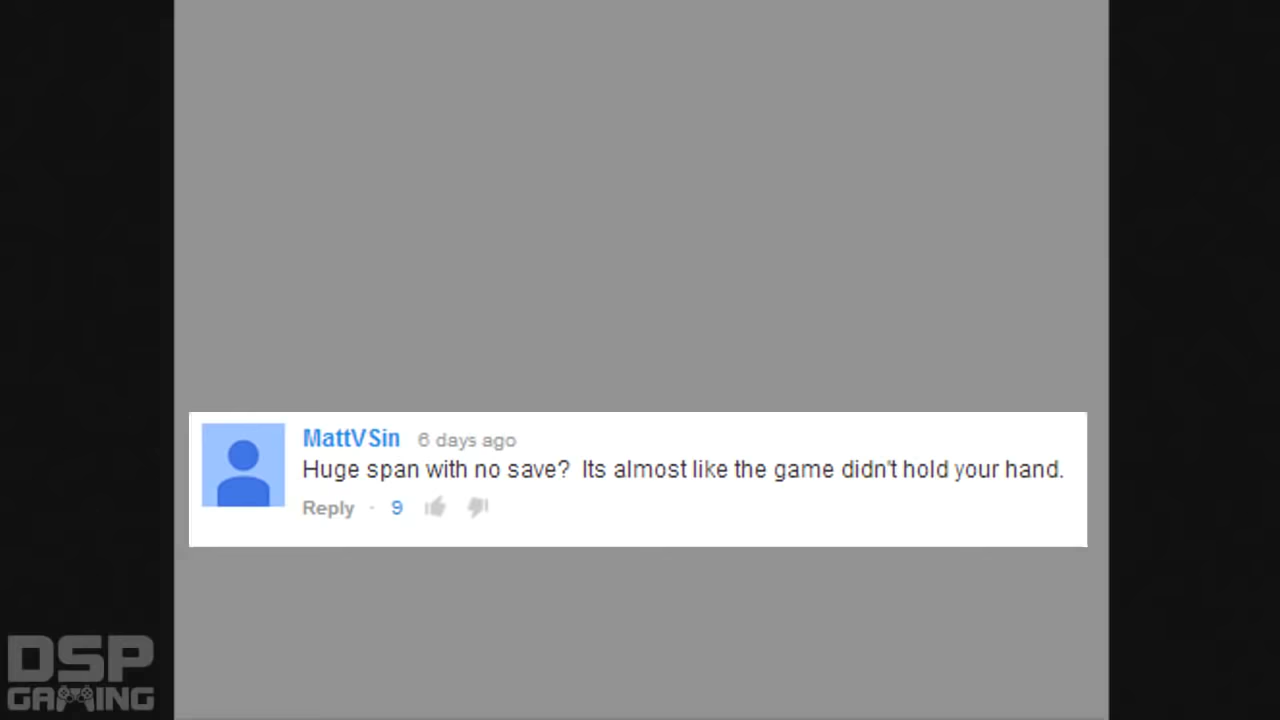 MattVSin 6 days ago
Huge span with no save?  Its almost like the game didn't hold your hand.
Reply · 9
DSP
GAMING